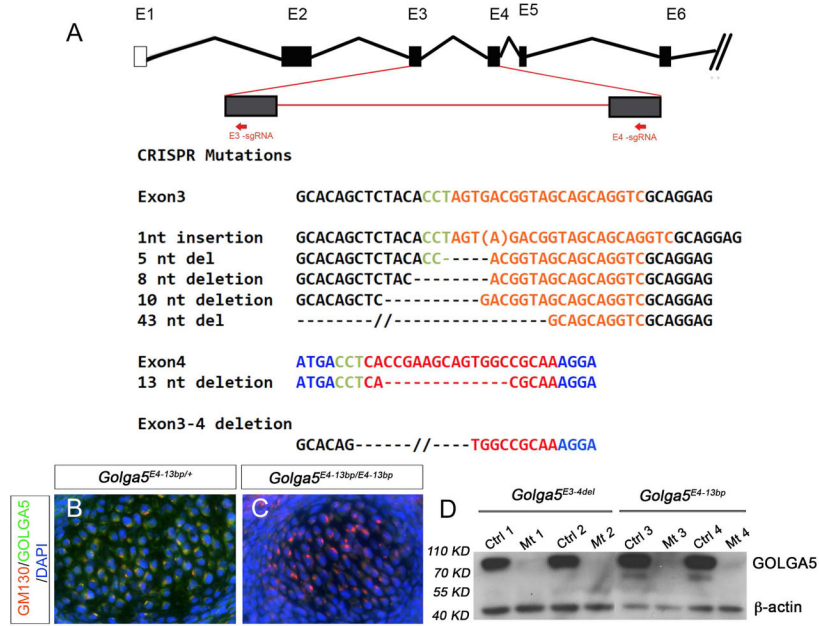 E1 E2 E3 E4 E5 E6
A
E3 -sgRNA E4 -sgRNA
CRISPR Mutations
Exon3 GCACAGCTCTACACCTAGTGACGGTAGCAGCAGGTCGCAGGAG
1nt insertion GCACAGCTCTACACCTAGT(A)GACGGTAGCAGCAGGTCGCAGGAG
5 nt del GCACAGCTCTACACC-----ACGGTAGCAGCAGGTCGCAGGAG
8 nt deletion GCACAGCTCTAC--------ACGGTAGCAGCAGGTCGCAGGAG
10 nt deletion GCACAGCTC----------GACGGTAGCAGCAGGTCGCAGGAG
43 nt del --------//----------------GCAGCAGGTCGCAGGAG
Exon4 ATGACCTCACCGAAGCAGTGGCCGCAAAGGA
13 nt deletion ATGACCTCA-------------CGCAAAGGA
Exon3-4 deletion
GCACAG------//----TGGCCGCAAAGGA
Golga5E4-13bp/+ Golga5E4-13bp/E4-13bp
GM130/GOLGA5
/DAPI
B C
D Golga5E3-4del Golga5E4-13bp
Ctrl 1 Mt 1 Ctrl 2 Mt 2 Ctrl 3 Mt 3 Ctrl 4 Mt 4
110 KD
70 KD
55 KD
40 KD
GOLGA5
β-actin